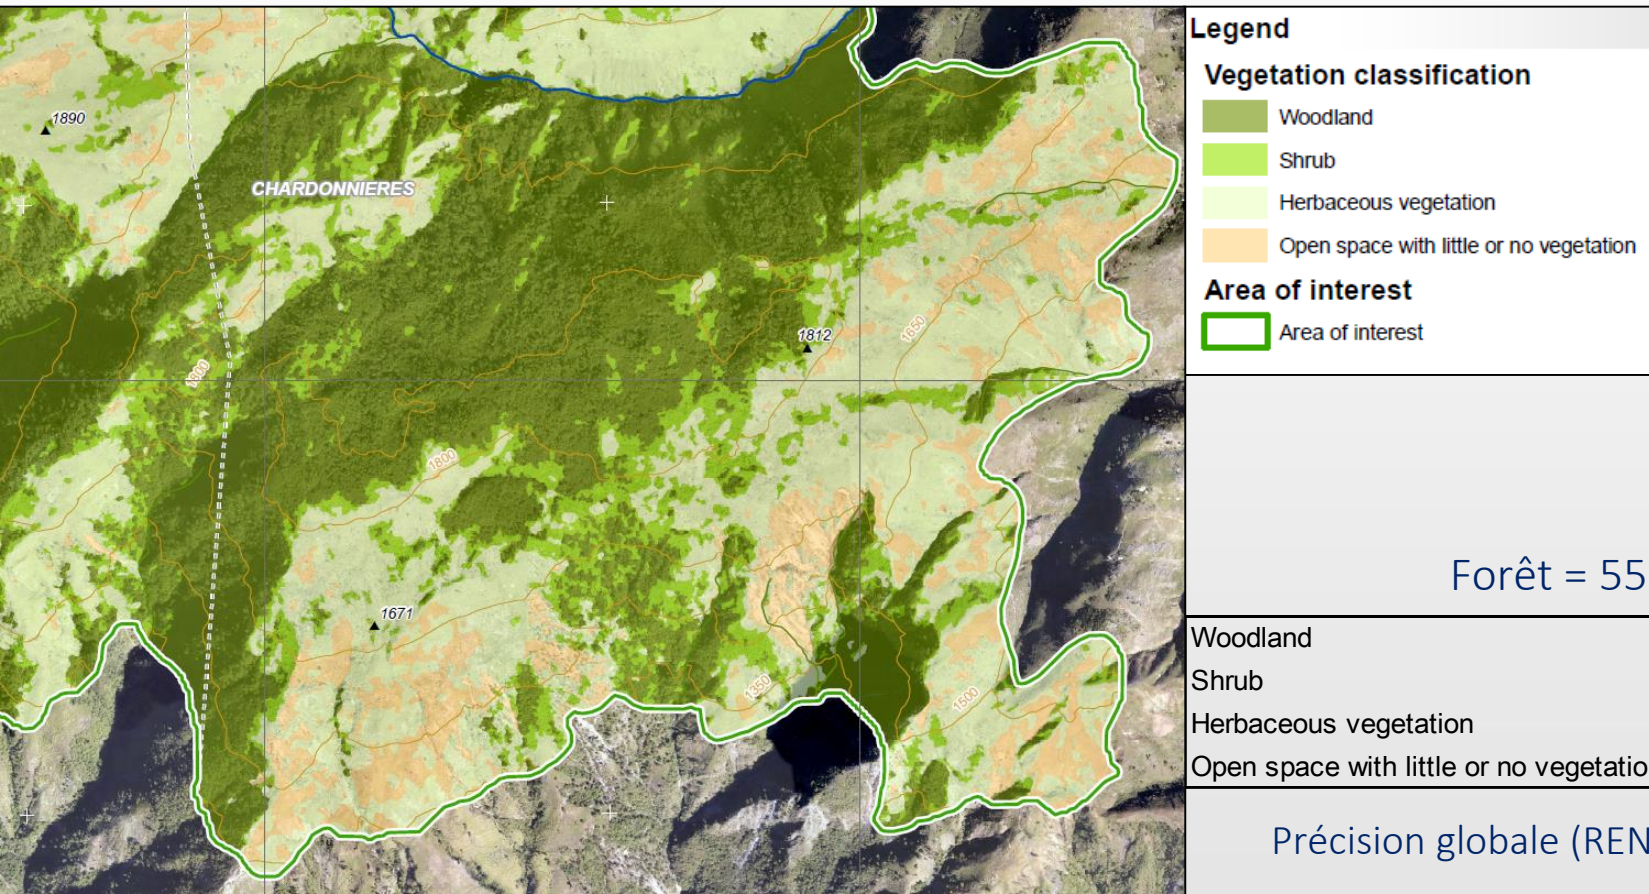 1890
CHARDONNIERES
1812
1650
1800
1800
1671
1350
1500
Legend
Vegetation classification
Woodland
Shrub
Herbaceous vegetation
Open space with little or no vegetation
Area of interest
Area of interest
Forêt = 55
Woodland
Shrub
Herbaceous vegetation
Open space with little or no vegetatio
Précision globale (REN